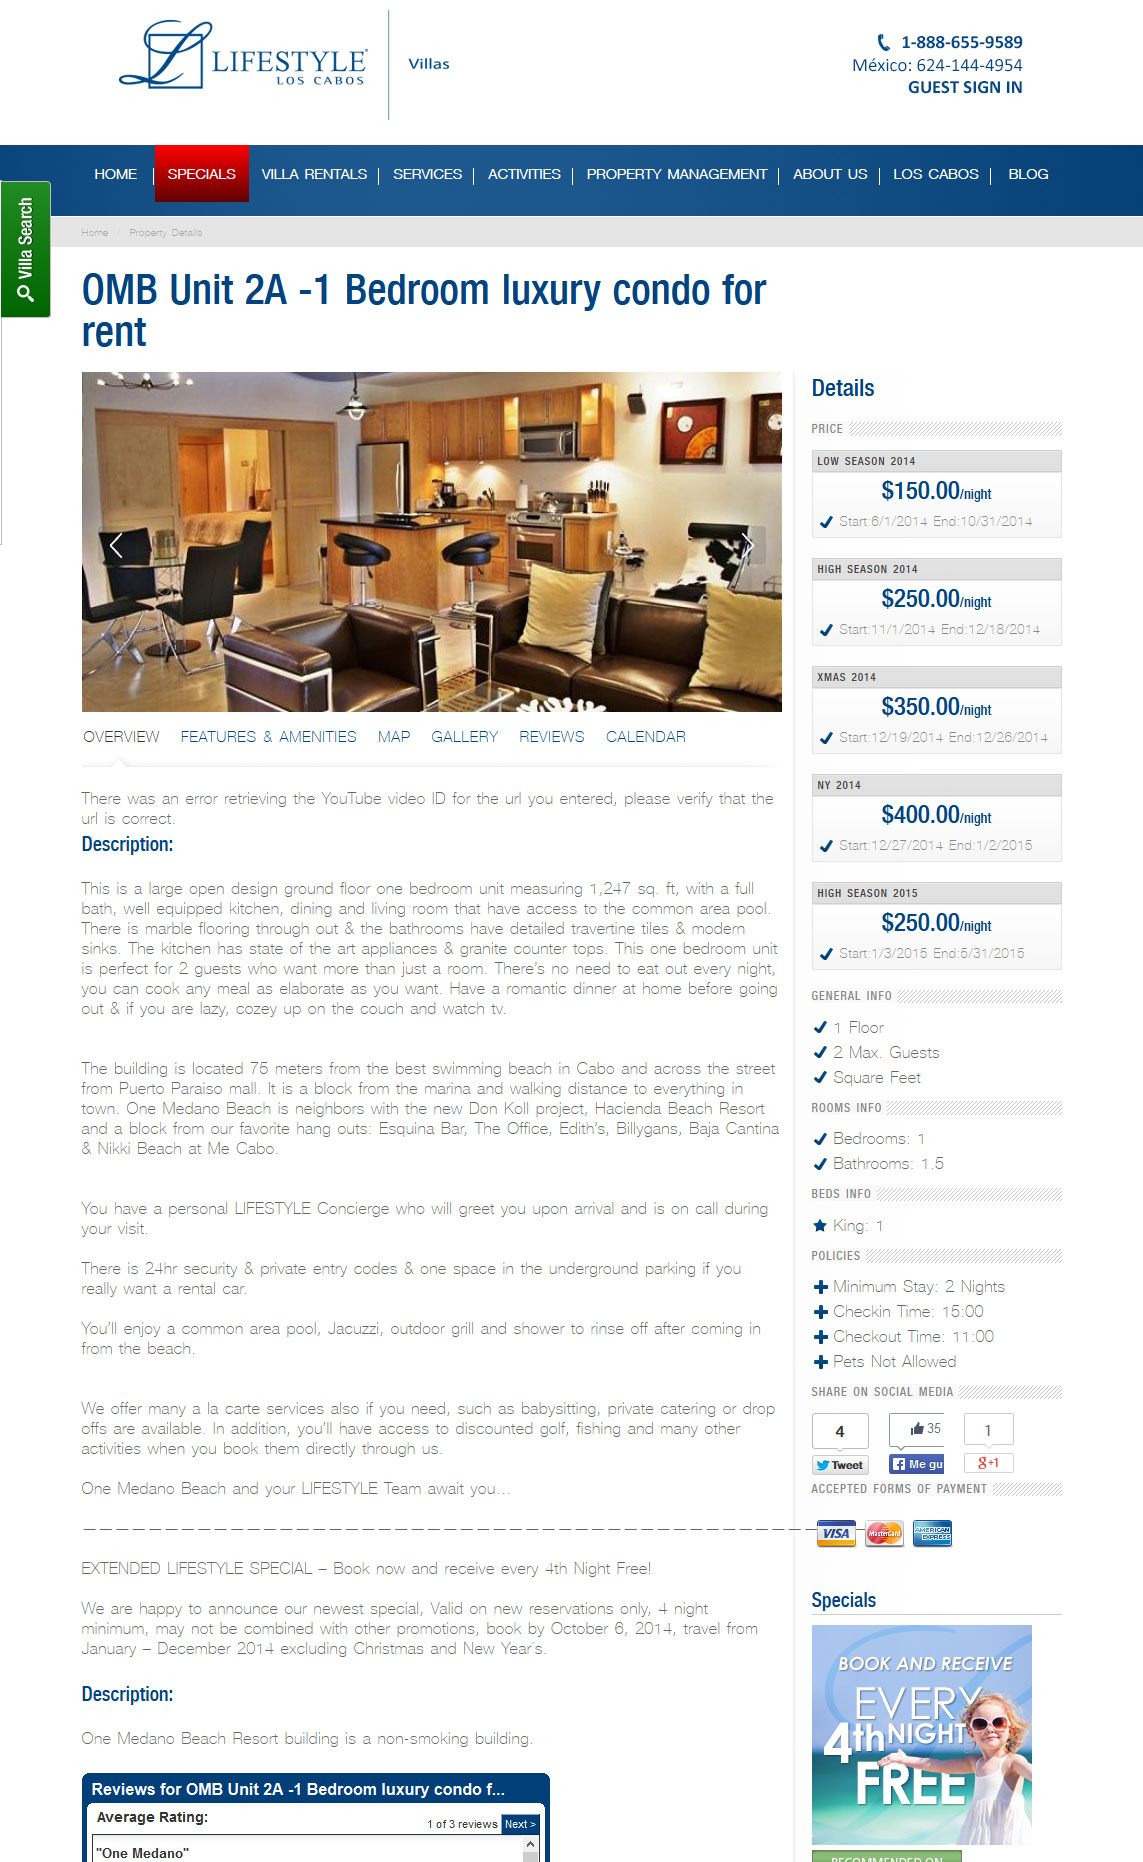 LIFESTYLE
LOS CABOS
Villas
1-888-655-9589
México: 624-144-4954
GUEST SIGN IN
HOME
SPECIALS
VILLA RENTALS
SERVICES
ACTIVITIES
PROPERTY MANAGEMENT
ABOUT US
LOS CABOS
BLOG
Villa Search
Home / Property Details
OMB Unit 2A -1 Bedroom luxury condo for
rent
OVERVIEW
FEATURES & AMENITIES
MAP
GALLERY
REVIEWS
CALENDAR
There was an error retrieving the YouTube video ID for the url you entered, please verify that the
url is correct.
Description:
This is a large open design ground floor one bedroom unit measuring 1,247 sq. ft, with a full
bath, well equipped kitchen, dining and living room that have access to the common area pool.
There is marble flooring through out & the bathrooms have detailed travertine tiles & modern
sinks. The kitchen has state of the art appliances & granite counter tops. This one bedroom unit
is perfect for 2 guests who want more than just a room. There's no need to eat out every night,
you can cook any meal as elaborate as you want. Have a romantic dinner at home before going
out & if you are lazy, cozey up on the couch and watch tv.
The building is located 75 meters from the best swimming beach in Cabo and across the street
from Puerto Paraiso mall. It is a block from the marina and walking distance to everything in
town. One Medano Beach is neighbors with the new Don Koll project, Hacienda Beach Resort
and a block from our favorite hang outs: Esquina Bar, The Office, Edith's, Billygans, Baja Cantina
& Nikki Beach at Me Cabo.
You have a personal LIFESTYLE Concierge who will greet you upon arrival and is on call during
your visit.
There is 24hr security & private entry codes & one space in the underground parking if you
really want a rental car.
You'll enjoy a common area pool, Jacuzzi, outdoor grill and shower to rinse off after coming in
from the beach.
We offer many a la carte services also if you need, such as babysitting, private catering or drop
offs are available. In addition, you'll have access to discounted golf, fishing and many other
activities when you book them directly through us.
One Medano Beach and your LIFESTYLE Team await you…
EXTENDED LIFESTYLE SPECIAL – Book now and receive every 4th Night Free!
We are happy to announce our newest special, Valid on new reservations only, 4 night
minimum, may not be combined with other promotions, book by October 6, 2014, travel from
January – December 2014 excluding Christmas and New Year's.
Description:
One Medano Beach Resort building is a non-smoking building.
Reviews for OMB Unit 2A -1 Bedroom luxury condo f...
Average Rating:
1 of 3 reviews
Next >
"One Medano"
Details
PRICE
LOW SEASON 2014
$150.00/night
Start:6/1/2014 End:10/31/2014
HIGH SEASON 2014
$250.00/night
Start:11/1/2014 End:12/18/2014
XMAS 2014
$350.00/night
Start:12/19/2014 End:12/26/2014
NY 2014
$400.00/night
Start:12/27/2014 End:1/2/2015
HIGH SEASON 2015
$250.00/night
Start:1/3/2015 End:5/31/2015
GENERAL INFO
1 Floor
2 Max. Guests
Square Feet
ROOMS INFO
Bedrooms: 1
Bathrooms: 1.5
BEDS INFO
King: 1
POLICIES
Minimum Stay: 2 Nights
Checkin Time: 15:00
Checkout Time: 11:00
Pets Not Allowed
SHARE ON SOCIAL MEDIA
4
35
1
Tweet
Me gu
g+1
ACCEPTED FORMS OF PAYMENT
VISA
MasterCard
AMERICAN EXPRESS
Specials
BOOK AND RECEIVE
EVERY
4th NIGHT
FREE
RECOMMENDED ON